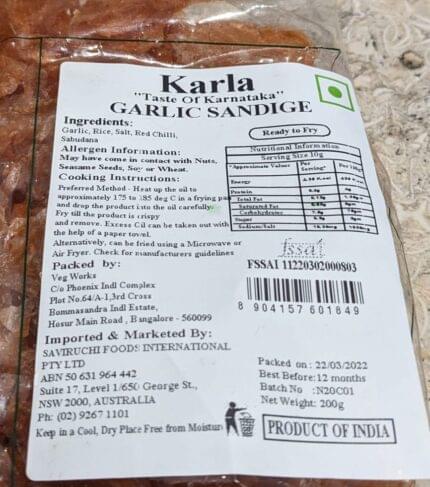 Karla
"Taste Of Karnataka"
GARLIC SANDIGE
Ingredients:
Garlic, Rice, Salt, Red Chilli,
Sabudana
Allergen Information:
May have come in contact with Nuts,
Seasame Seeds, Soy or Wheat.
Cooking Instructions:
Preferred Method - Heat up the oil to
approximately 175 to 185 deg C in a frying pan
and drop the product into the oil carefully.
Fry till the product is crispy
and remove. Excess Oil can be taken out with
the help of a paper towel.
Alternatively, can be fried using a Microwave or
Air Fryer. Check for manufacturers guidelines
Packed by:
Veg Works
C/o Phoenix Indl Complex
Plot No.64/A-1,3rd Cross
Bommasandra Indl Estate,
Hosur Main Road, Bangalore - 560099
Imported & Marketed By:
SAVIRUCHI FOODS INTERNATIONAL
PTY LTD
ABN 50 631 964 442
Suite 17, Level 1/650 George St.,
NSW 2000, AUSTRALIA
Ph: (02) 9267 1101
Keep in a Cool, Dry Place Free from Moisture
Ready to Fry
Nutritional Information
Serving Size 10g
Approximate Values Per Serving Per 100g
Energy
Protein
Total Fat
Saturated Fat
Carbohydrates
Sugar
Sodium/Salt
fssai
FSSAI 11220302000803
8 904157 601849
Packed on : 22/03/2022
Best Before:12 months
Batch No :N20C01
Net Weight: 200g
PRODUCT OF INDIA